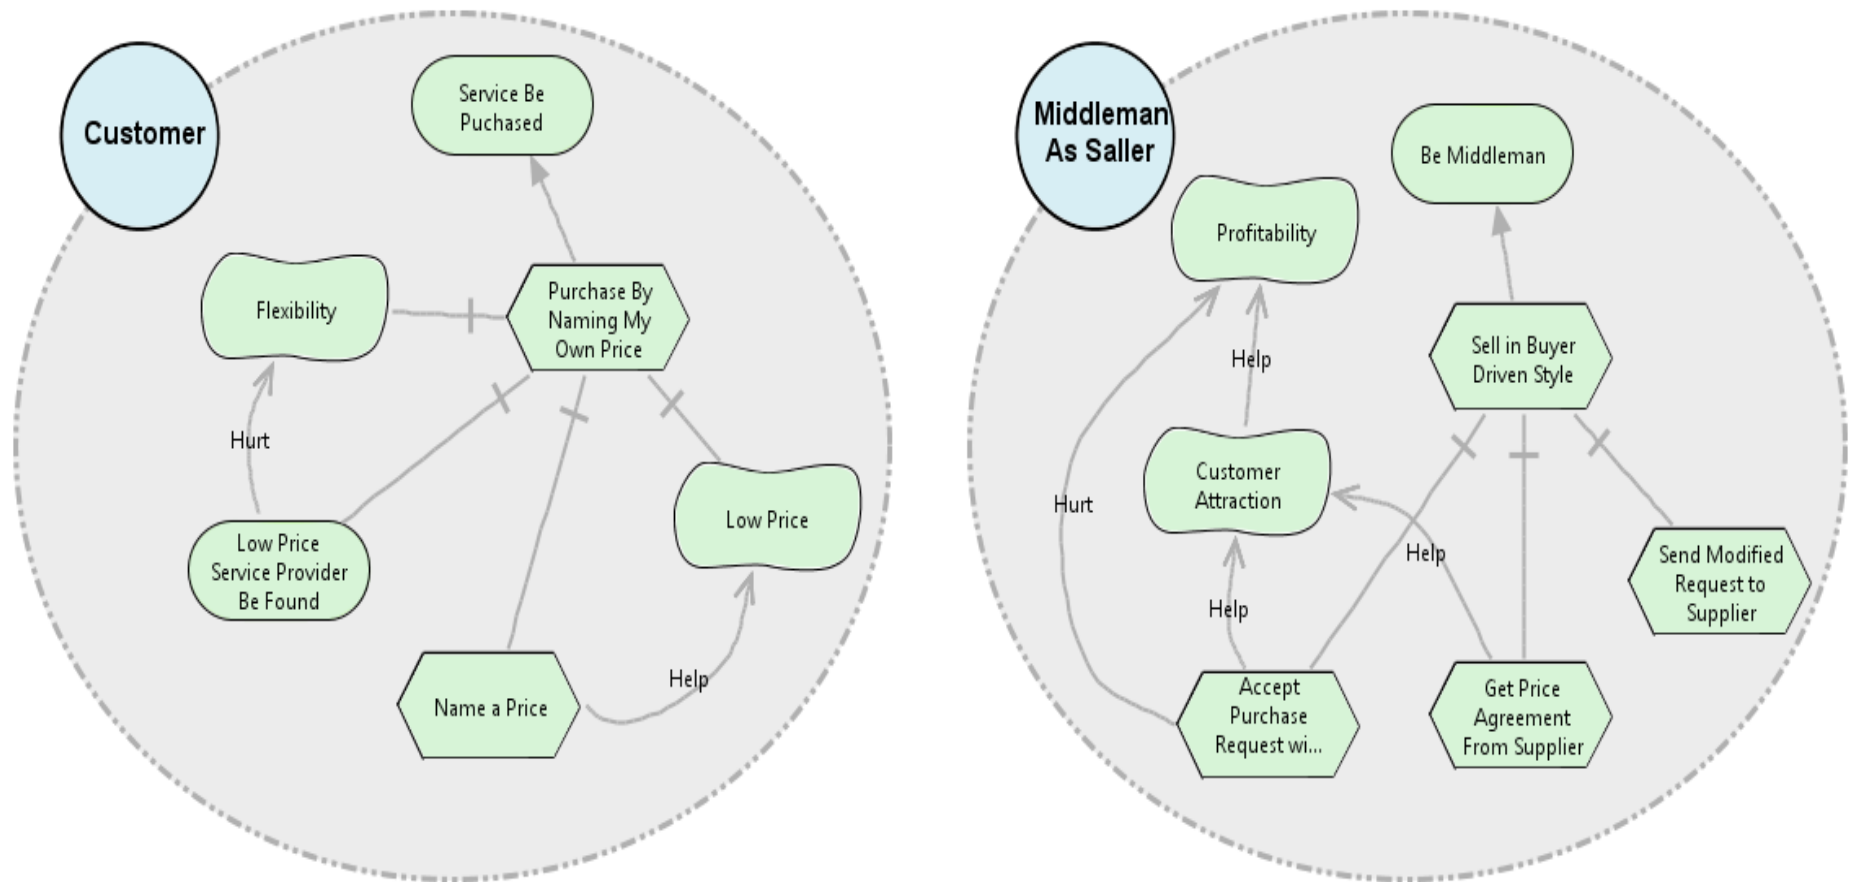 Customer
Service Be
Puchased
Flexibility
Purchase By
Naming My
Own Price
Hurt
Low Price
Service Provider
Be Found
Low Price
Name a Price
Help
Middleman
As Saller
Be Middleman
Profitability
Sell in Buyer
Driven Style
Help
Customer
Attraction
Hurt
Help
Help
Send Modified
Request to
Supplier
Accept
Purchase
Request wi...
Get Price
Agreement
From Supplier